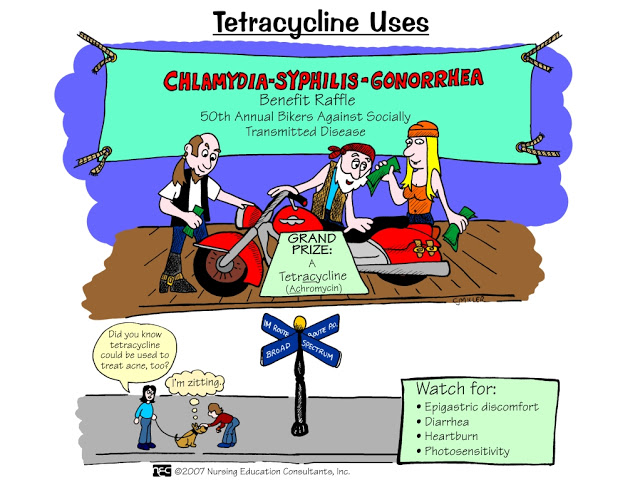 Tetracycline Uses
CHLAMYDIA-SYPHILIS-GONORRHEA
Benefit Raffle
50th Annual Bikers Against Socially
Transmitted Disease
GRAND
PRIZE:
A
Tetracycline
(Achromycin)
C.MILLER
IM ROUTE
ROUTE P.O.
BROAD
SPECTRUM
Did you know
tetracycline
could be used to
treat acne, too?
I'm zitting.
Watch for:
• Epigastric discomfort
• Diarrhea
• Heartburn
• Photosensitivity
NEC ©2007 Nursing Education Consultants, Inc.